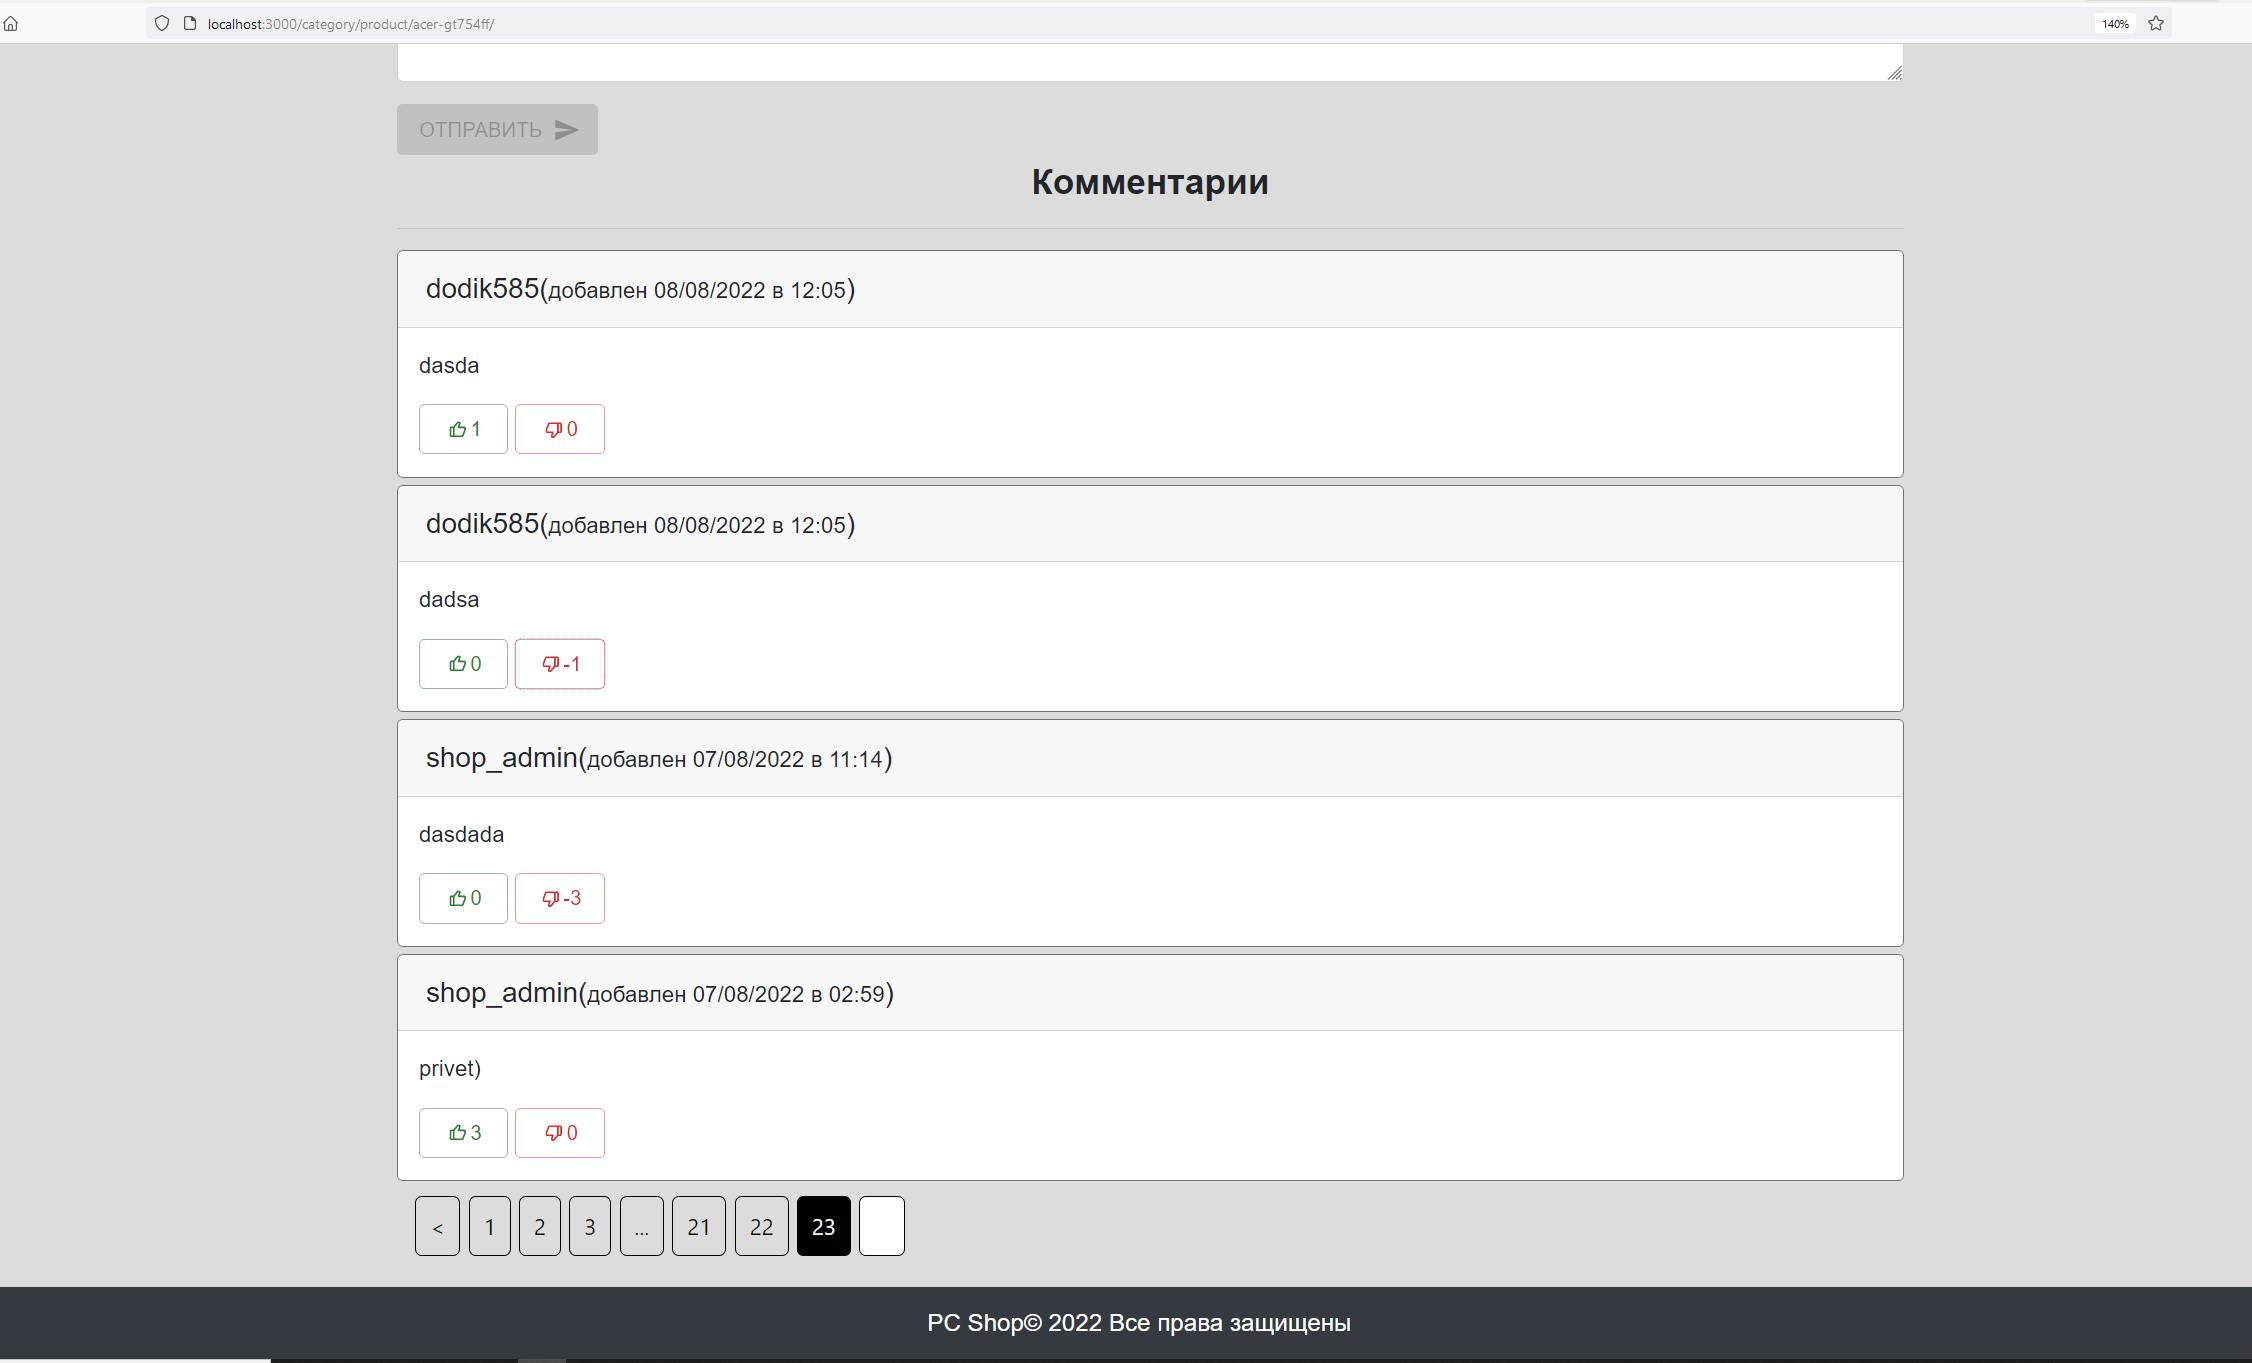 localhost:3000/category/product/acer-gt754ff/
140%
ОТПРАВИТЬ
Комментарии
dodik585(добавлен 08/08/2022 в 12:05)
dasda
1 0
dodik585(добавлен 08/08/2022 в 12:05)
dadsa
0 -1
shop_admin(добавлен 07/08/2022 в 11:14)
dasdada
0 -3
shop_admin(добавлен 07/08/2022 в 02:59)
privet)
3 0
< 1 2 3 ... 21 22 23
PC Shop© 2022 Все права защищены